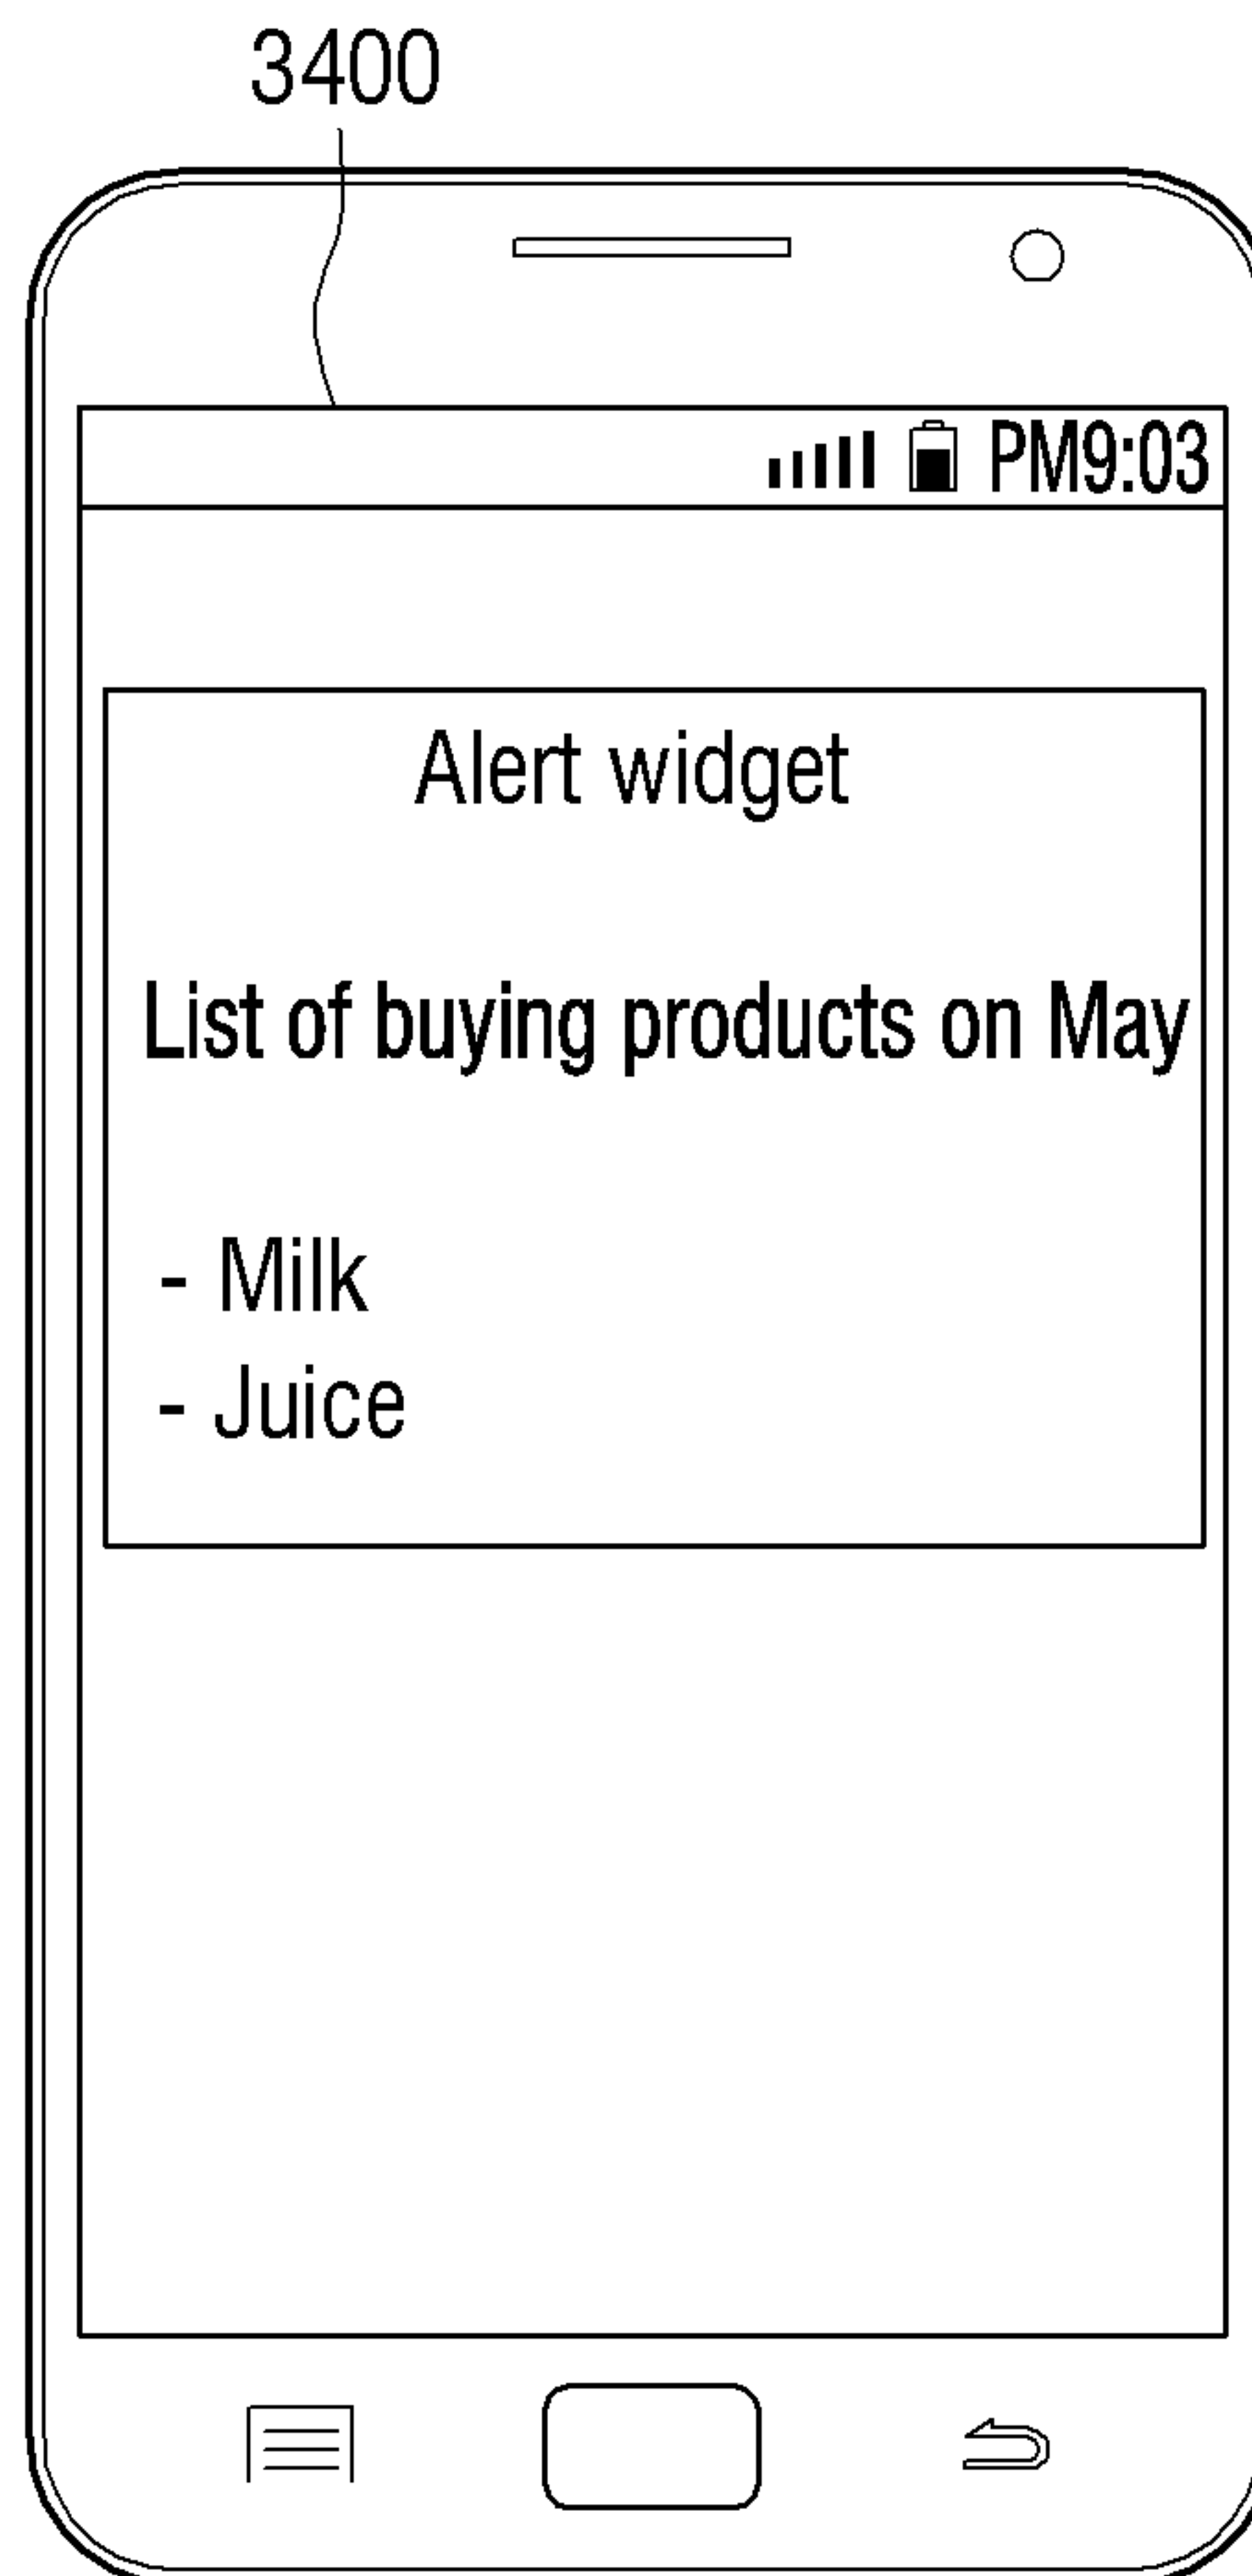 3400
PM9:03
Alert widget
List of buying products on May
- Milk
- Juice